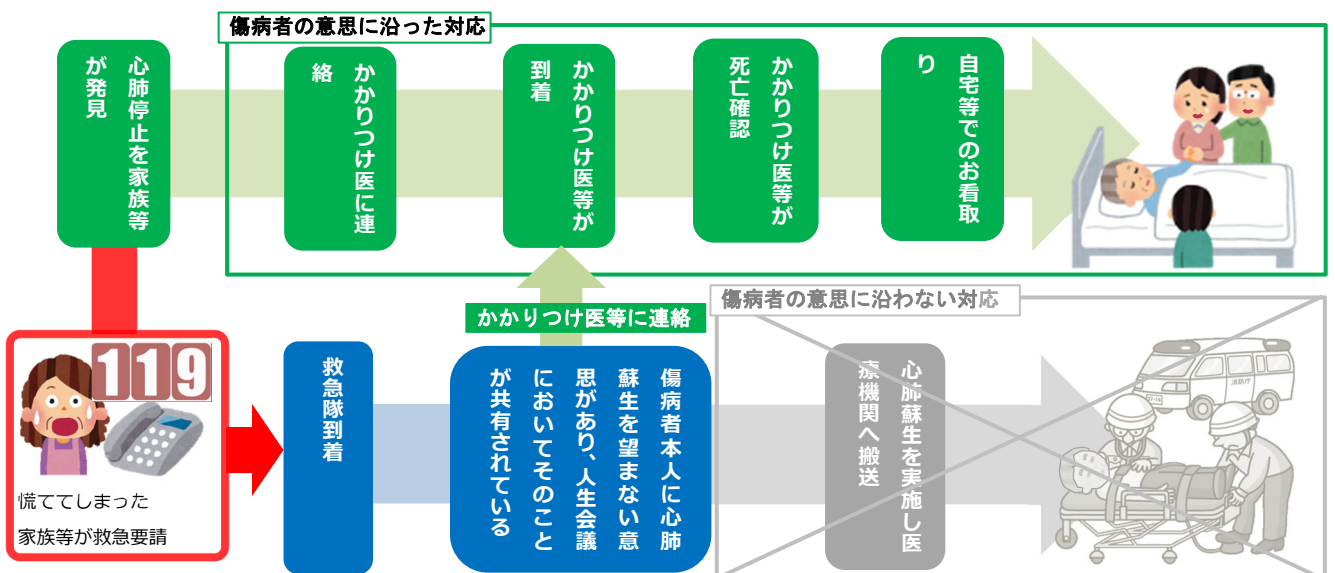 傷病者の意思に沿った対応
心肺停止を家族等
が発見
かかりつけ医に連
絡
かかりつけ医等が
到着
かかりつけ医等が
死亡確認
自宅等でのお看取
り
かかりつけ医等に連絡
傷病者の意思に沿わない対応
119
慌ててしまった
家族等が救急要請
救急隊到着
傷病者本人に心肺
蘇生を望まない意
思があり、人生会議
においてそのこと
が共有されている
心肺蘇生を実施し医
療機関へ搬送
消防庁
27-14